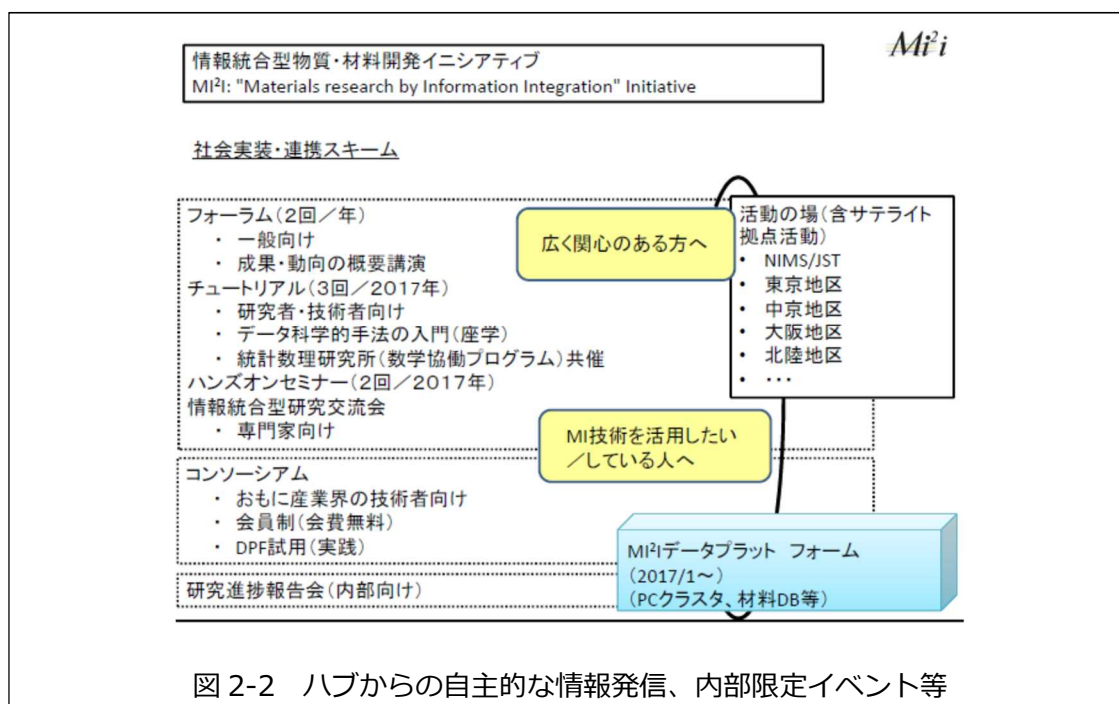 Mi²i
情報統合型物質・材料開発イニシアティブ
MI²I: "Materials research by Information Integration" Initiative
社会実装・連携スキーム
フォーラム(2回/年)
・ 一般向け
・ 成果・動向の概要講演
チュートリアル(3回/2017年)
・ 研究者・技術者向け
・ データ科学的手法の入門(座学)
・ 統計数理研究所(数学協働プログラム)共催
ハンズオンセミナー(2回/2017年)
情報統合型研究交流会
・ 専門家向け
広く関心のある方へ
活動の場(含サテライト
拠点活動)
• NIMS/JST
• 東京地区
• 中京地区
• 大阪地区
• 北陸地区
• ・・・
MI技術を活用したい
/している人へ
コンソーシアム
・ おもに産業界の技術者向け
・ 会員制(会費無料)
・ DPF試用(実践)
MI²Iデータプラット フォーム
(2017/1~)
(PCクラスタ、材料DB等)
研究進捗報告会(内部向け)
図 2-2 ハブからの自主的な情報発信、内部限定イベント等